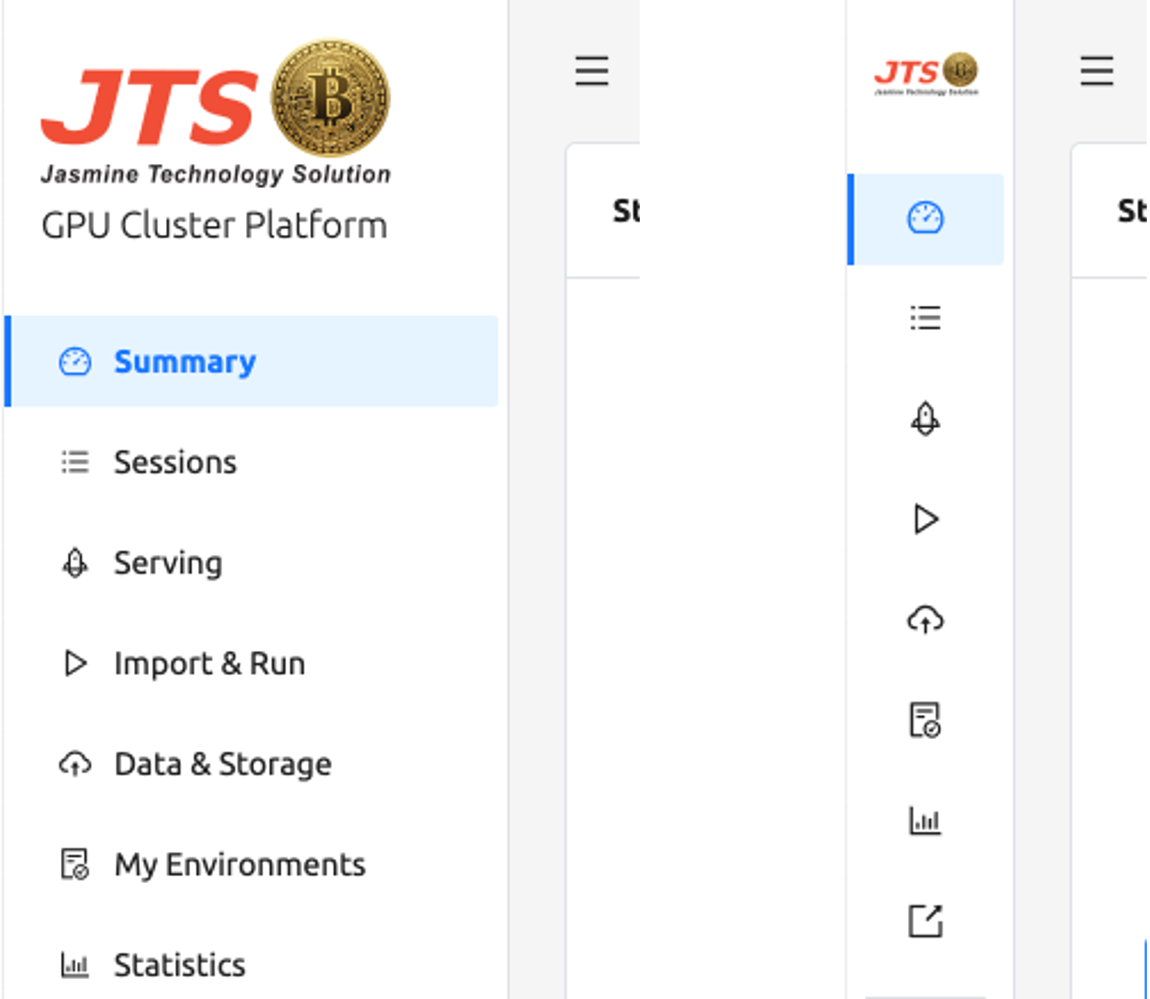 JTS
Jasmine Technology Solution
GPU Cluster Platform
St
Summary
Sessions
Serving
Import & Run
Data & Storage
My Environments
Statistics
JTS
Jasmine Technology Solution
St